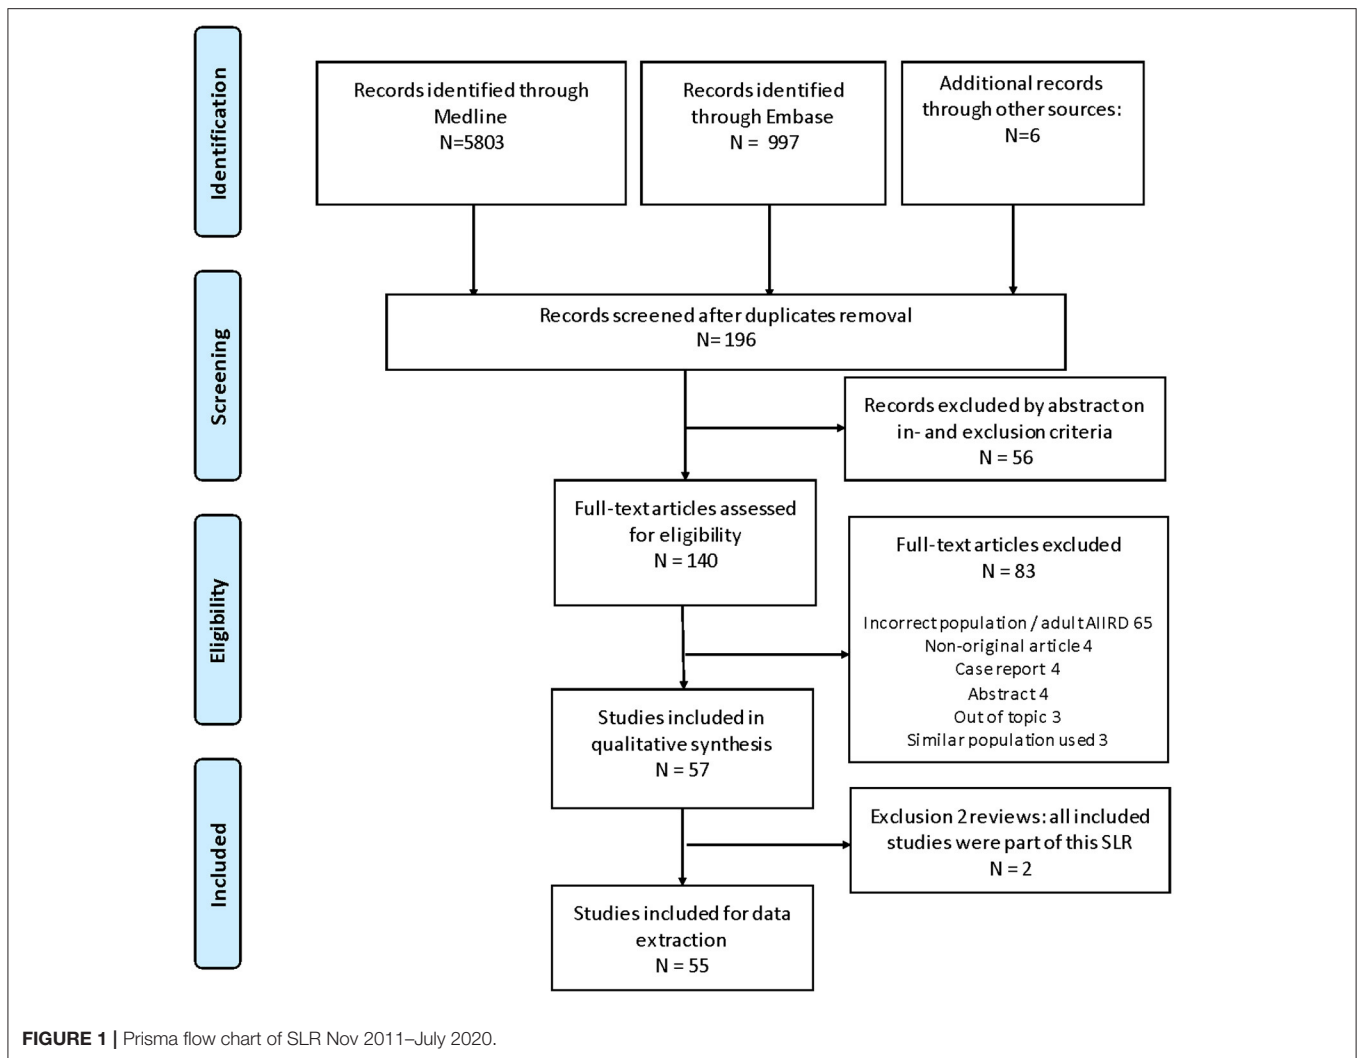 Identification
Records identified through
Medline
N=5803
Records identified
through Embase
N = 997
Additional records
through other sources:
N=6
Screening
Records screened after duplicates removal
N= 196
Records excluded by abstract on
in- and exclusion criteria
N = 56
Eligibility
Full-text articles assessed
for eligibility
N = 140
Full-text articles excluded
N = 83
Incorrect population / adult AIIRD 65
Non-original article 4
Case report 4
Abstract 4
Out of topic 3
Similar population used 3
Studies included in
qualitative synthesis
N = 57
Included
Exclusion 2 reviews: all included
studies were part of this SLR
N = 2
Studies included for data
extraction
N = 55
FIGURE 1 | Prisma flow chart of SLR Nov 2011–July 2020.